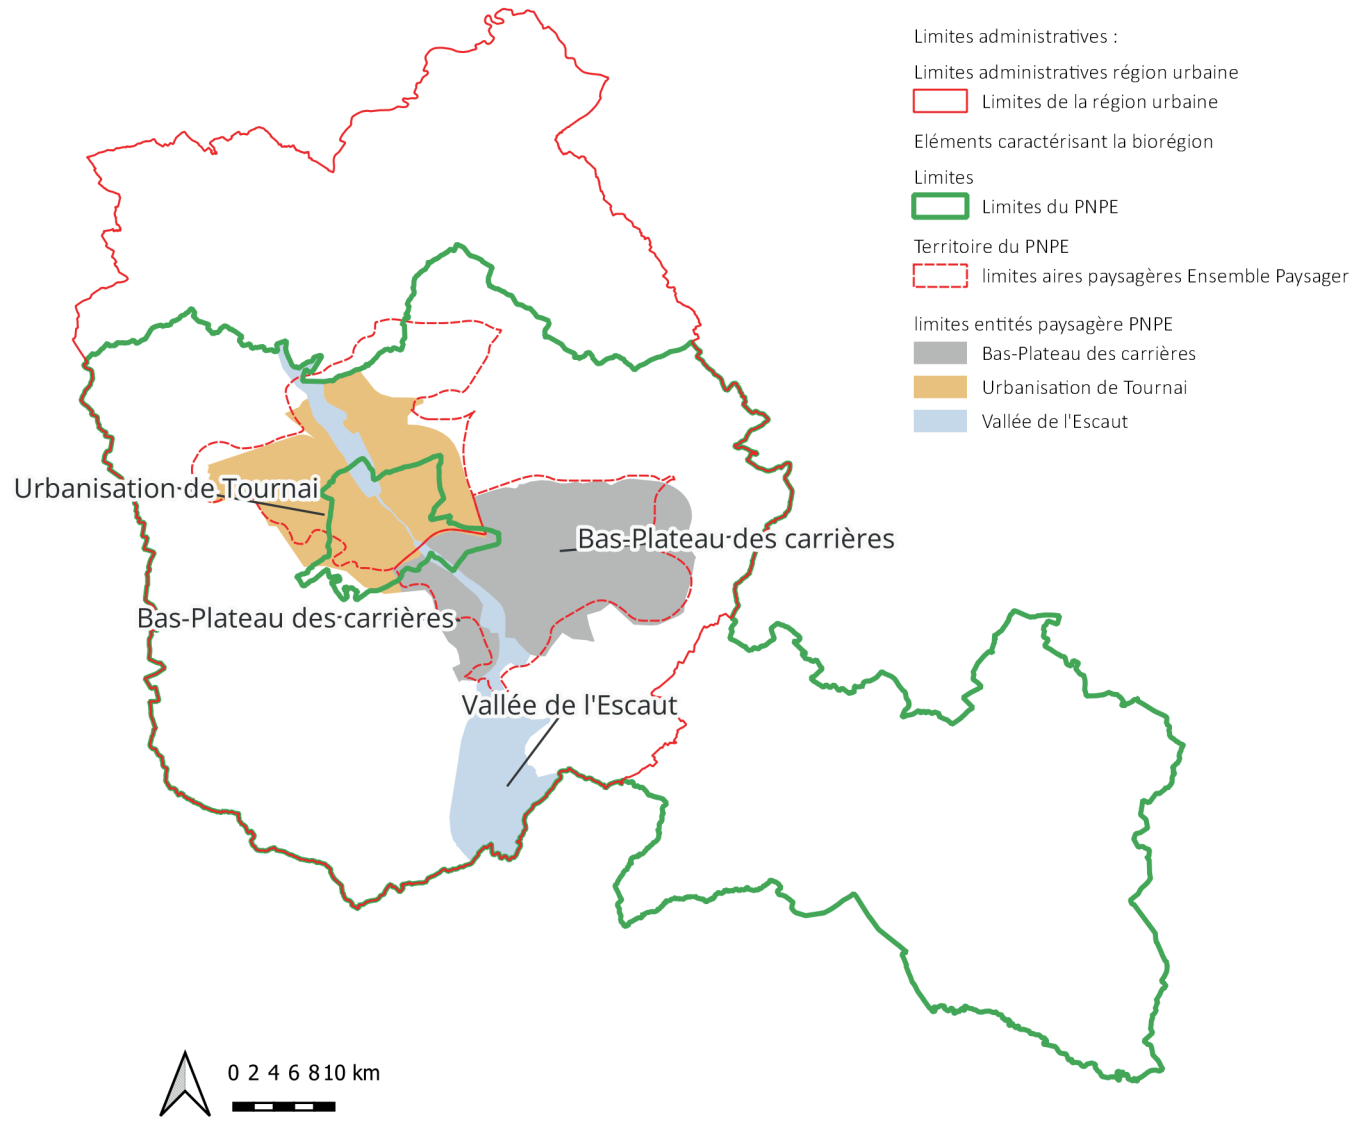 Limites administratives :
Limites administratives région urbaine
Limites de la région urbaine
Eléments caractérisant la biorégion
Limites
Limites du PNPE
Territoire du PNPE
limites aires paysagères Ensemble Paysager
limites entités paysagère PNPE
Bas-Plateau des carrières
Urbanisation de Tournai
Vallée de l'Escaut
Urbanisation de Tournai
Bas-Plateau des carrières
Bas-Plateau des carrières
Vallée de l'Escaut
0 2 4 6 8 10 km